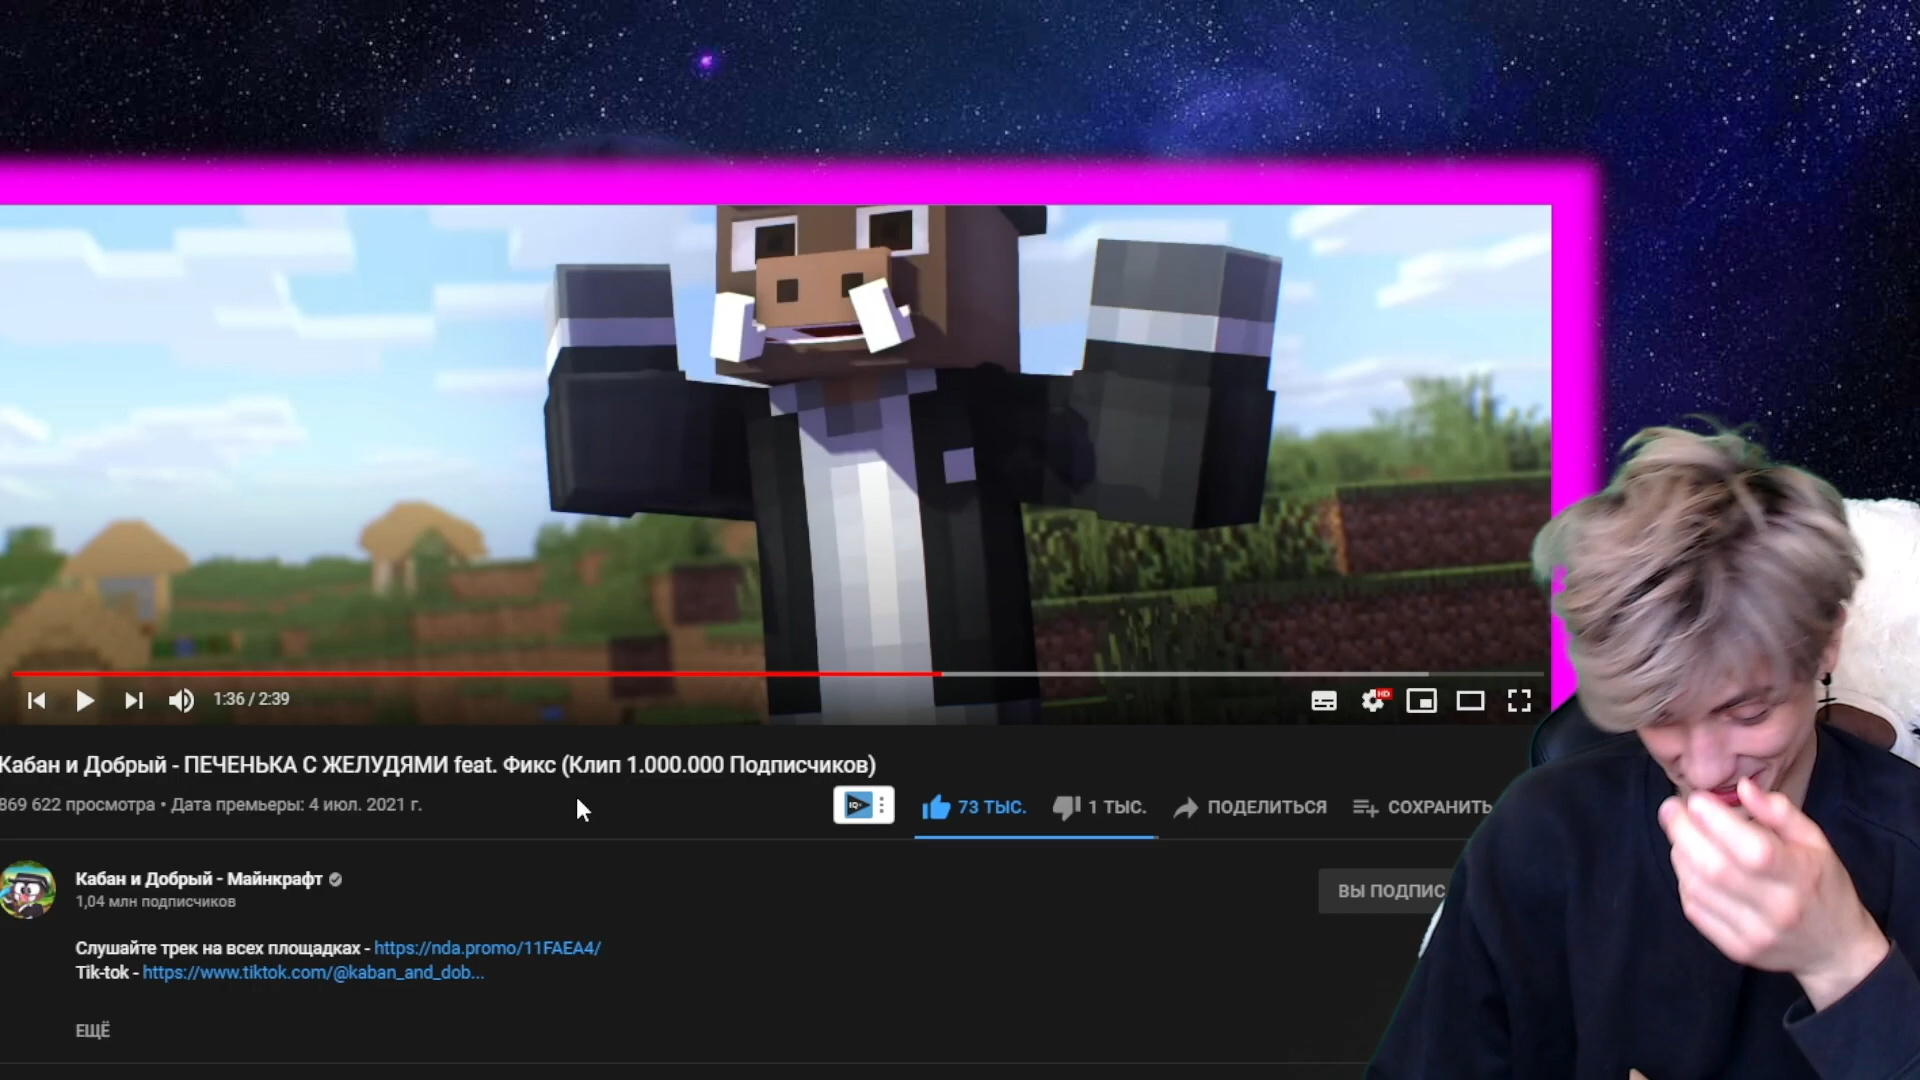 HD
1:36 / 2:39
Кабан и Добрый - ПЕЧЕНЬКА С ЖЕЛУДЯМИ feat. Фикс (Клип 1.000.000 Подписчиков)
869 622 просмотра • Дата премьеры: 4 июл. 2021 г.
IQ
73 ТЫС.
1 ТЫС.
ПОДЕЛИТЬСЯ
СОХРАНИТЬ
Кабан и Добрый - Майнкрафт
1,04 млн подписчиков
ВЫ ПОДПИС
Слушайте трек на всех площадках - https://nda.promo/11FAEA4/
Tik-tok - https://www.tiktok.com/@kaban_and_dob...
ЕЩЁ